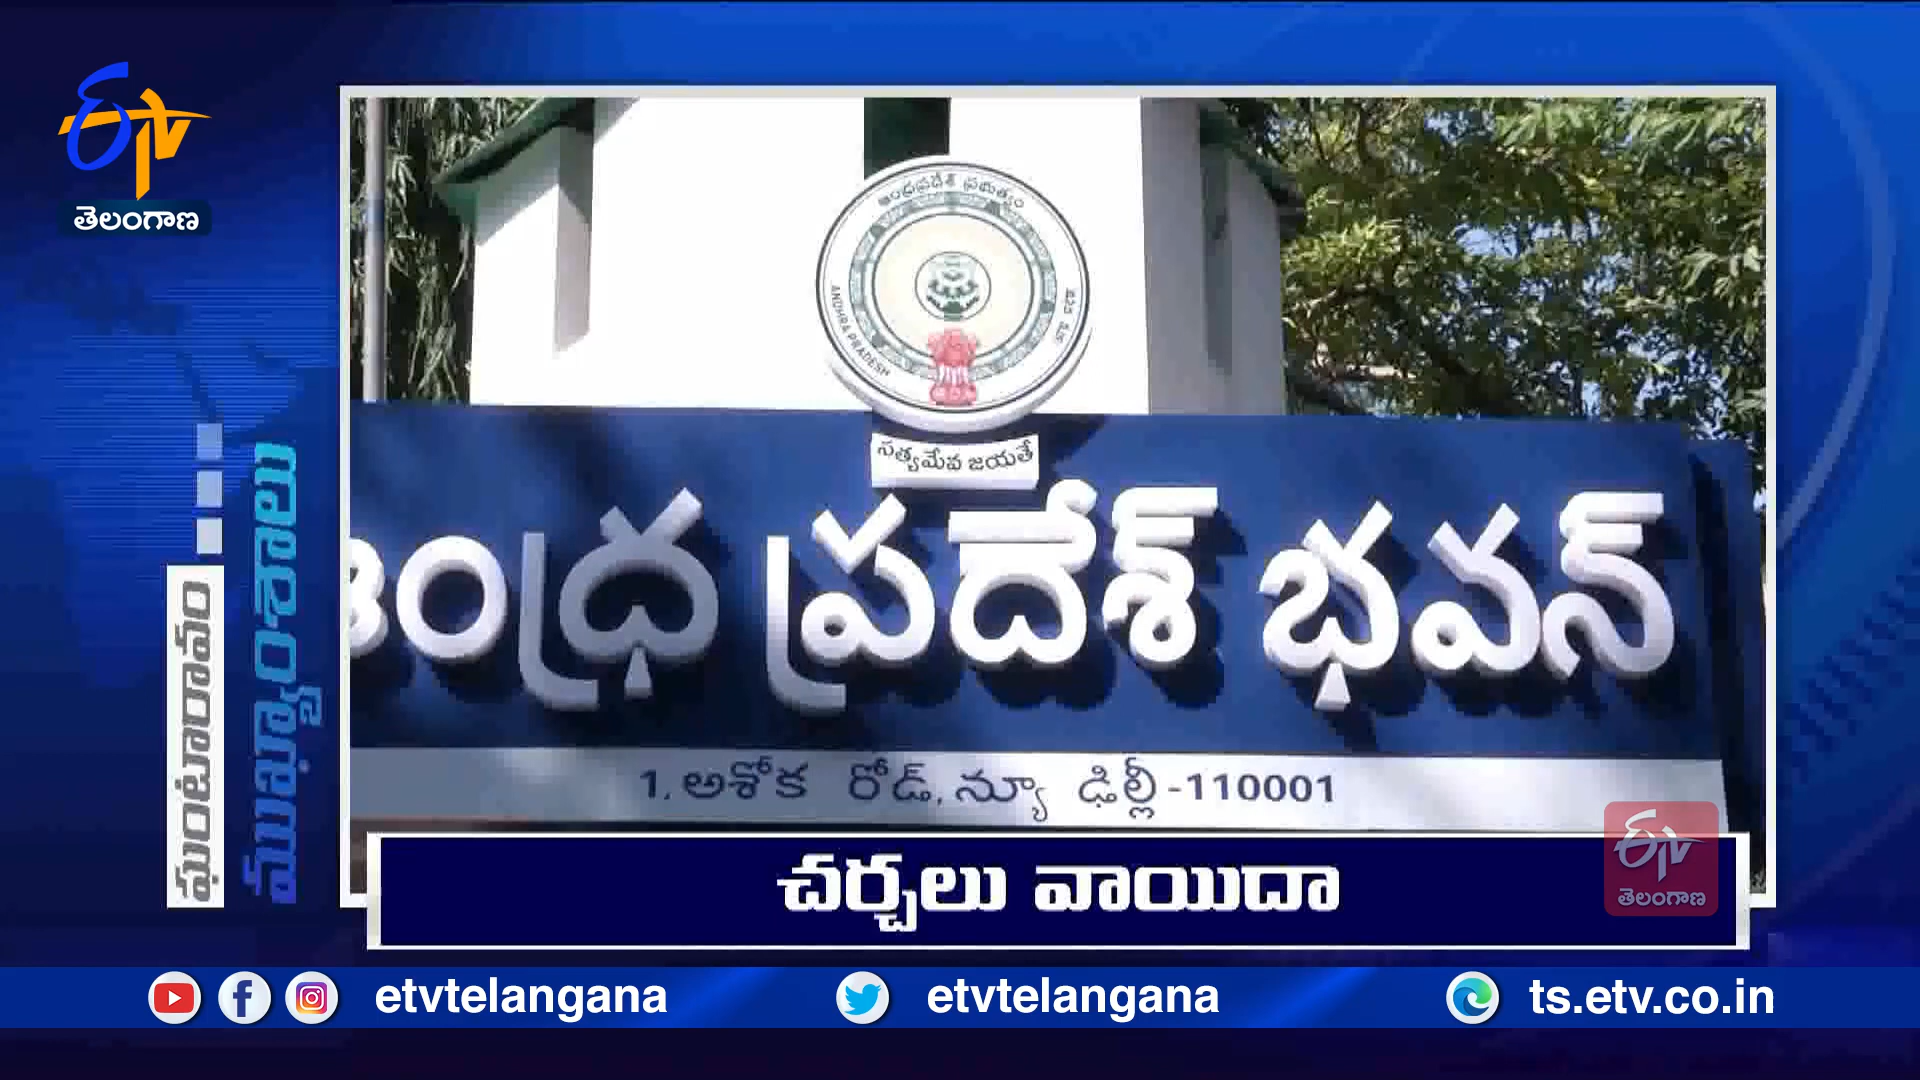 ETV
తెలంగాణ
ఘంటారావం
ముఖ్యాంశాలు
ఆంధ్రప్రదేశ్ ప్రభుత్వం
ANDHRA PRADESH
సత్యమేవ జయతే
ఆంధ్ర ప్రదేశ్ భవన్
1, అశోక రోడ్, న్యూ ఢిల్లీ-110001
చర్చలు వాయిదా
ETV
తెలంగాణ
etvtelangana
etvtelangana
ts.etv.co.in